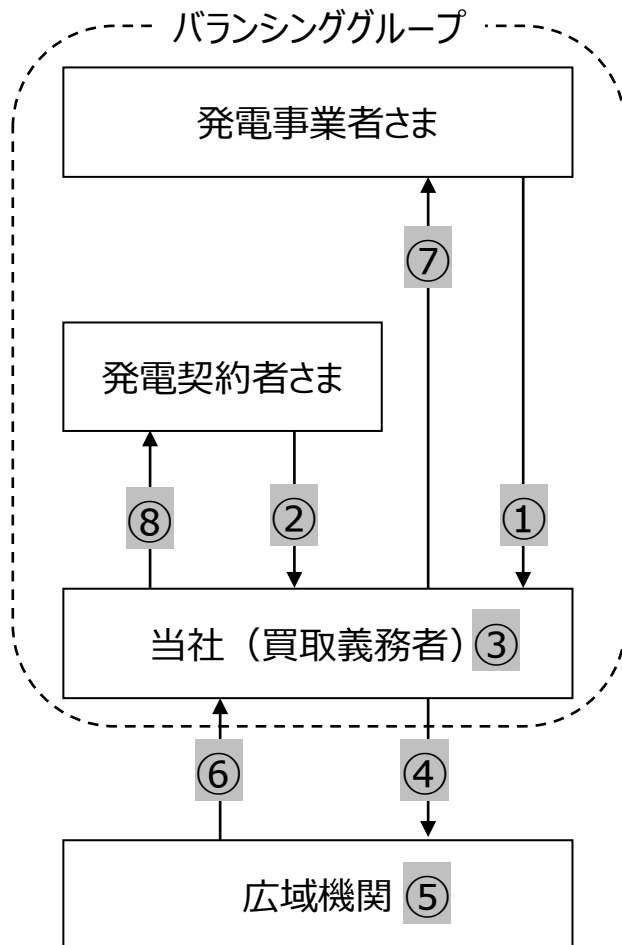 バランシンググループ
発電事業者さま
⑦
発電契約者さま
⑧
②
①
当社（買取義務者）③
⑥
④
広域機関 ⑤